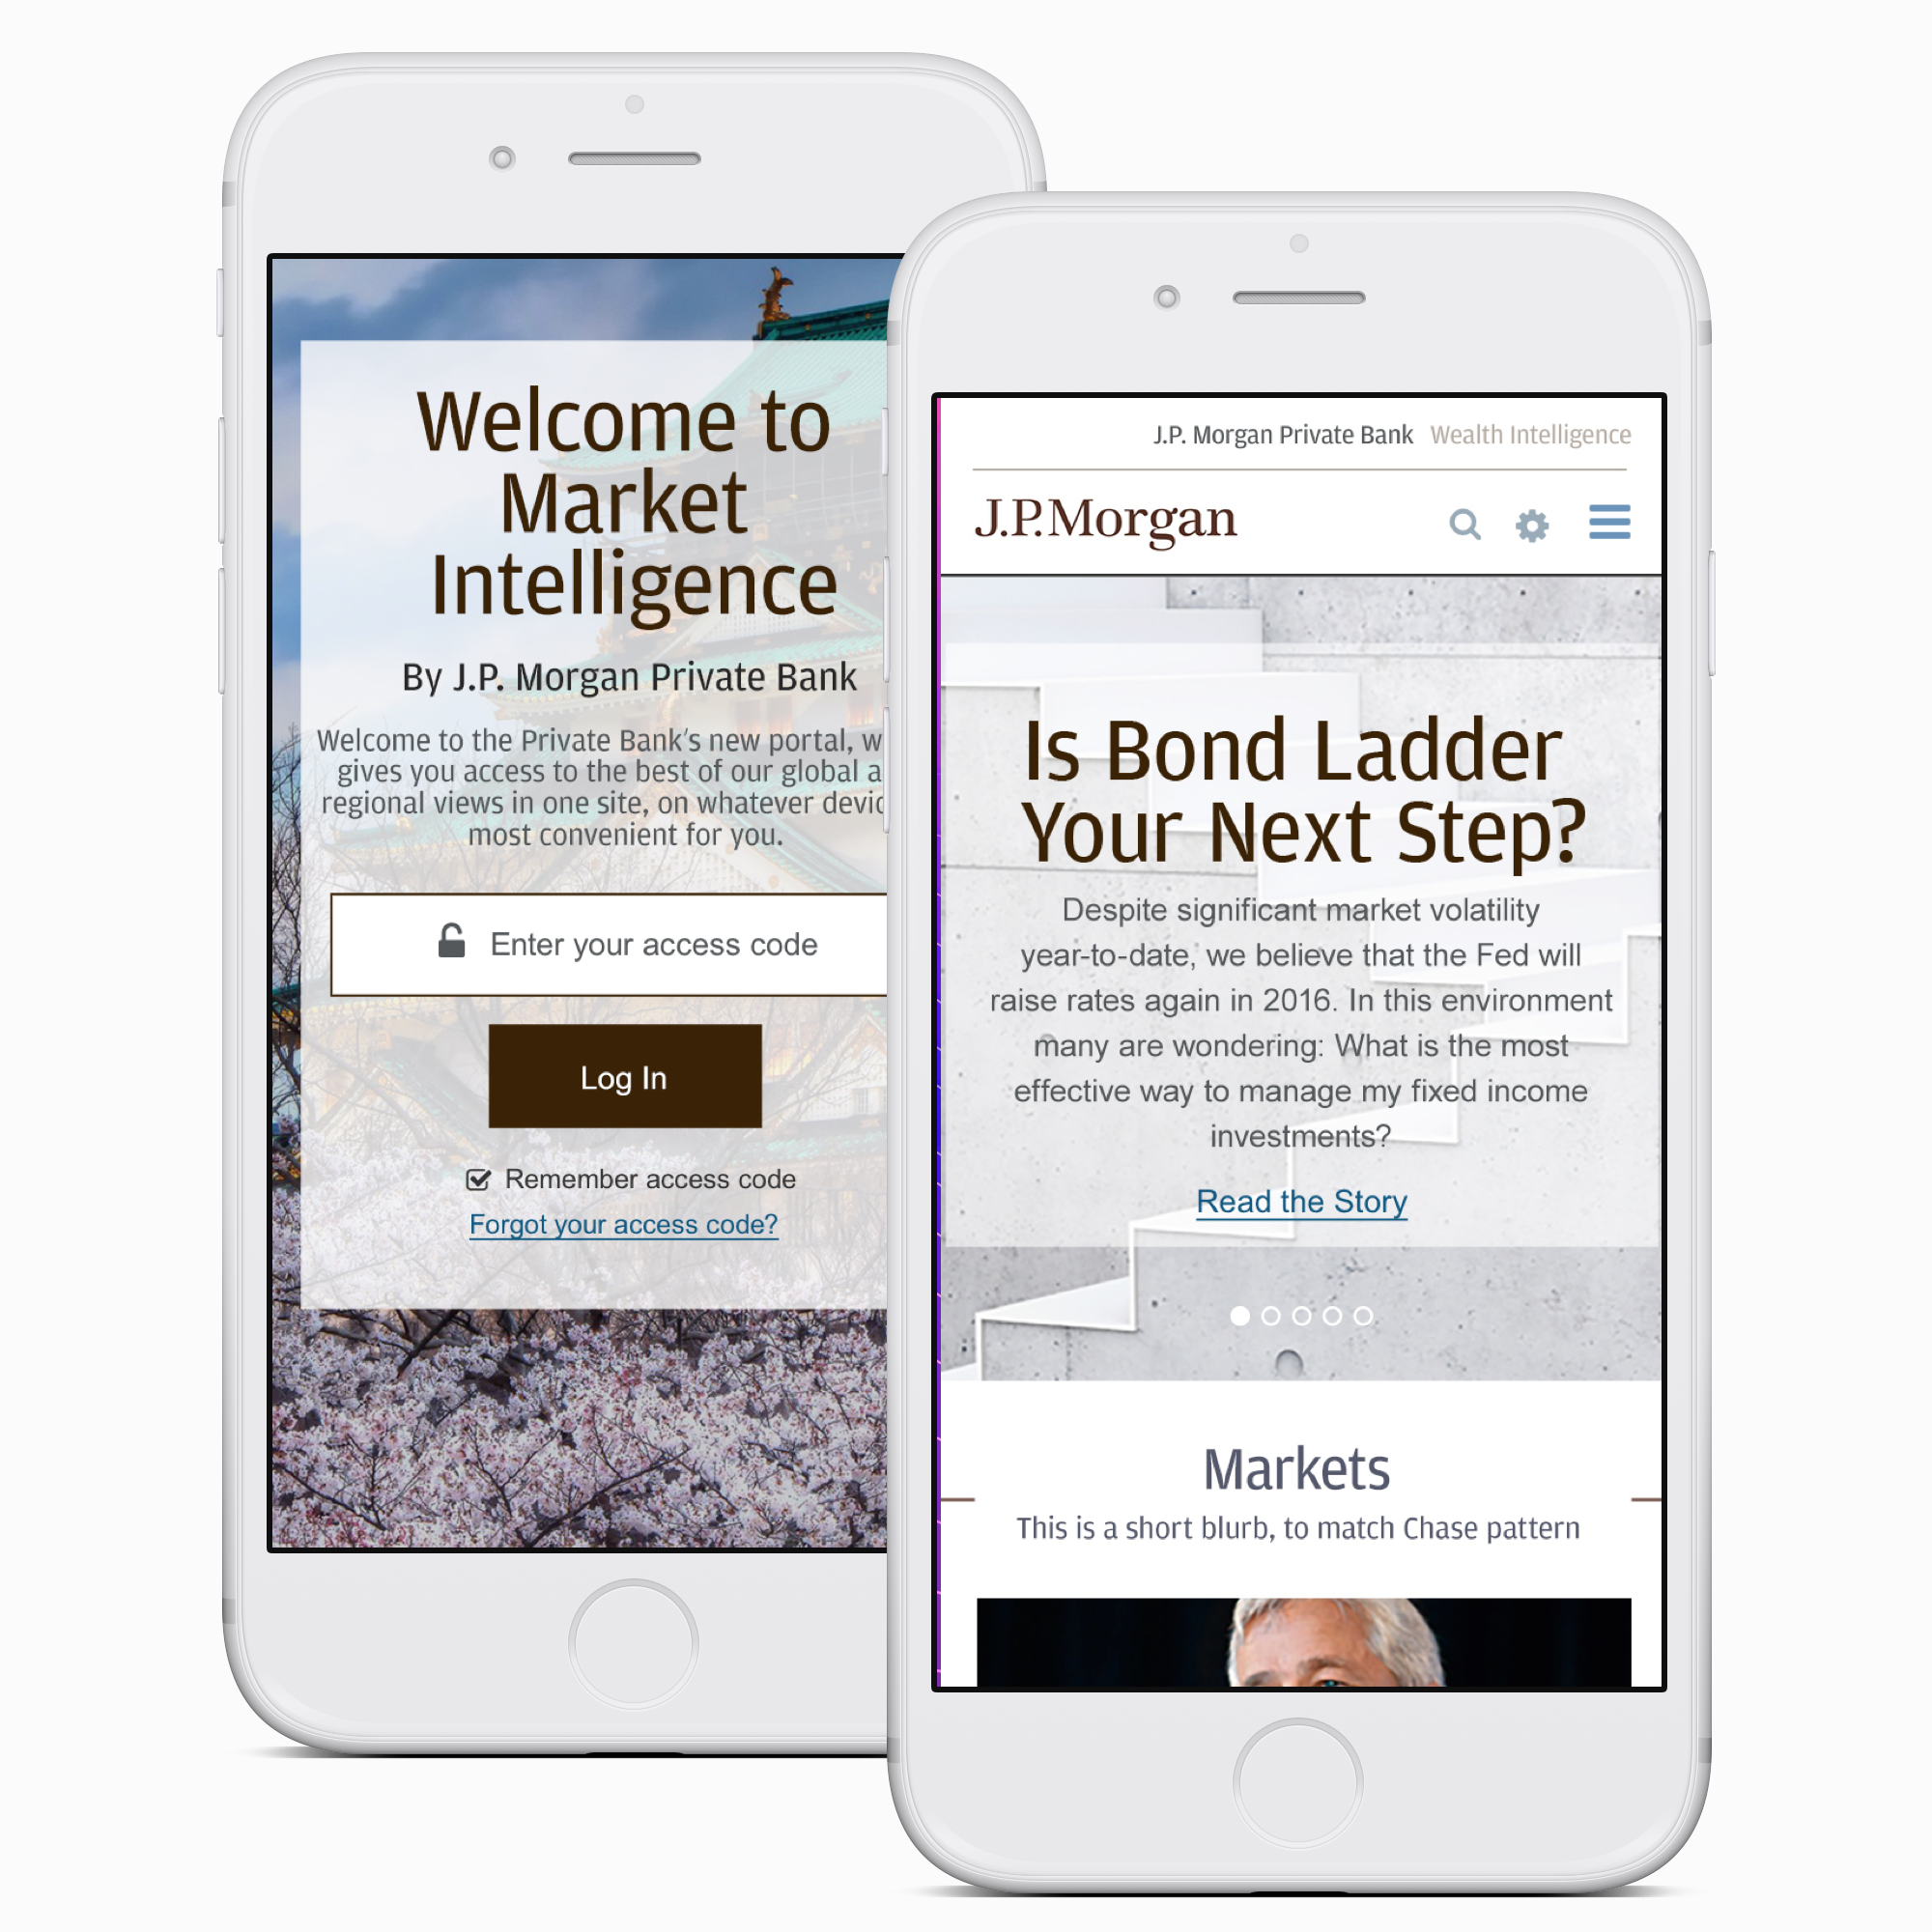 Welcome to
Market
Intelligence
By J.P. Morgan Private Bank
Welcome to the Private Bank's new portal,
gives you access to the best of our global
regional views in one site, on whatever
most convenient for you.
Enter your access code
Log In
Remember access code
Forgot your access code?
J.P. Morgan Private Bank Wealth Intelligence
J.P.Morgan
Is Bond Ladder
Your Next Step?
Despite significant market volatility
year-to-date, we believe that the Fed will
raise rates again in 2016. In this environment
many are wondering: What is the most
effective way to manage my fixed income
investments?
Read the Story
Markets
This is a short blurb, to match Chase pattern